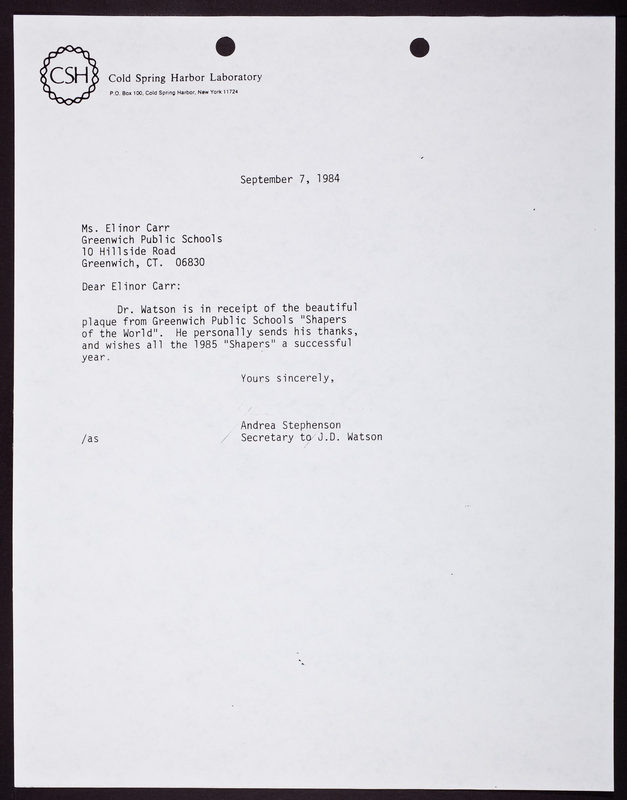 CSH
Cold Spring Harbor Laboratory
P.O. Box 100, Cold Spring Harbor, New York 11724
September 7, 1984
Ms. Elinor Carr
Greenwich Public Schools
10 Hillside Road
Greenwich, CT.  06830
Dear Elinor Carr:
Dr. Watson is in receipt of the beautiful
plaque from Greenwich Public Schools "Shapers
of the World".  He personally sends his thanks,
and wishes all the 1985 "Shapers" a successful
year.
Yours sincerely,
Andrea Stephenson
/as
Secretary to J.D. Watson